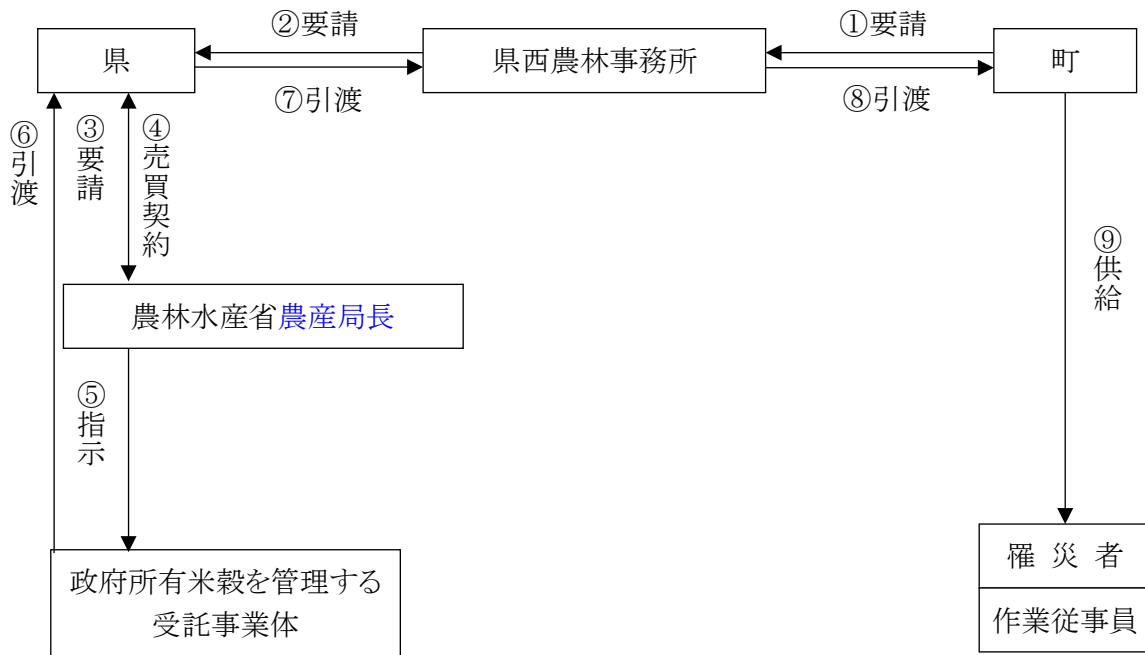 ②要請
①要請
県
県西農林事務所
町
⑦引渡
⑧引渡
⑥引渡
③要請
④売買契約
⑨供給
農林水産省農産局長
⑤指示
政府所有米穀を管理する
受託事業体
罹災者
作業従事員